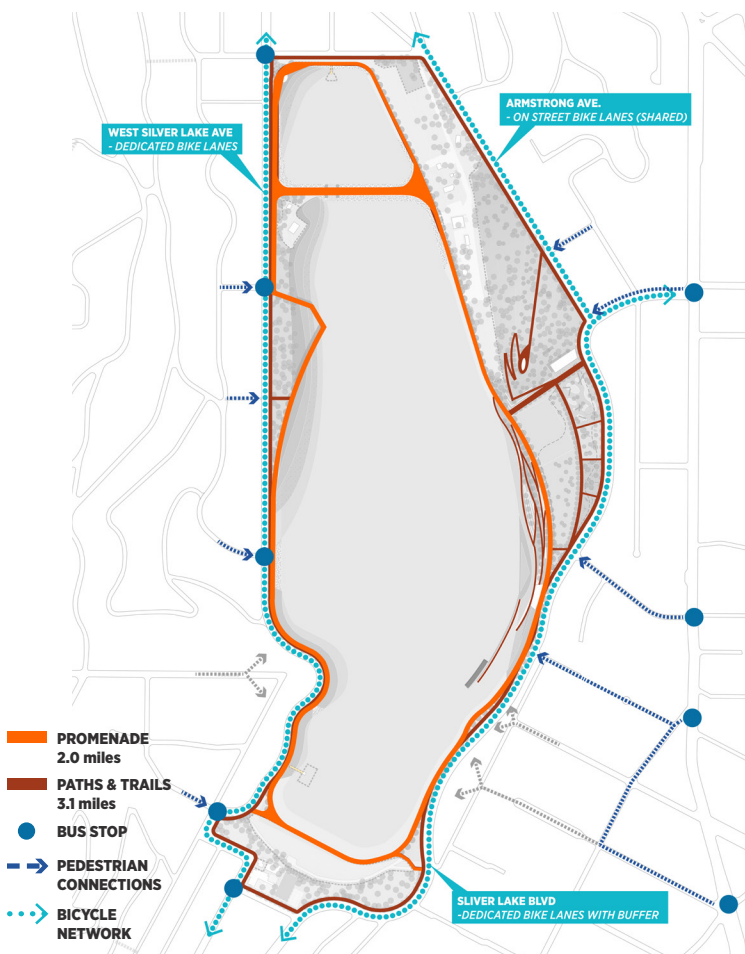 ARMSTRONG AVE.
- ON STREET BIKE LANES (SHARED)
WEST SILVER LAKE AVE
- DEDICATED BIKE LANES
PROMENADE
2.0 miles
PATHS & TRAILS
3.1 miles
BUS STOP
PEDESTRIAN
CONNECTIONS
BICYCLE
NETWORK
SLIVER LAKE BLVD
-DEDICATED BIKE LANES WITH BUFFER